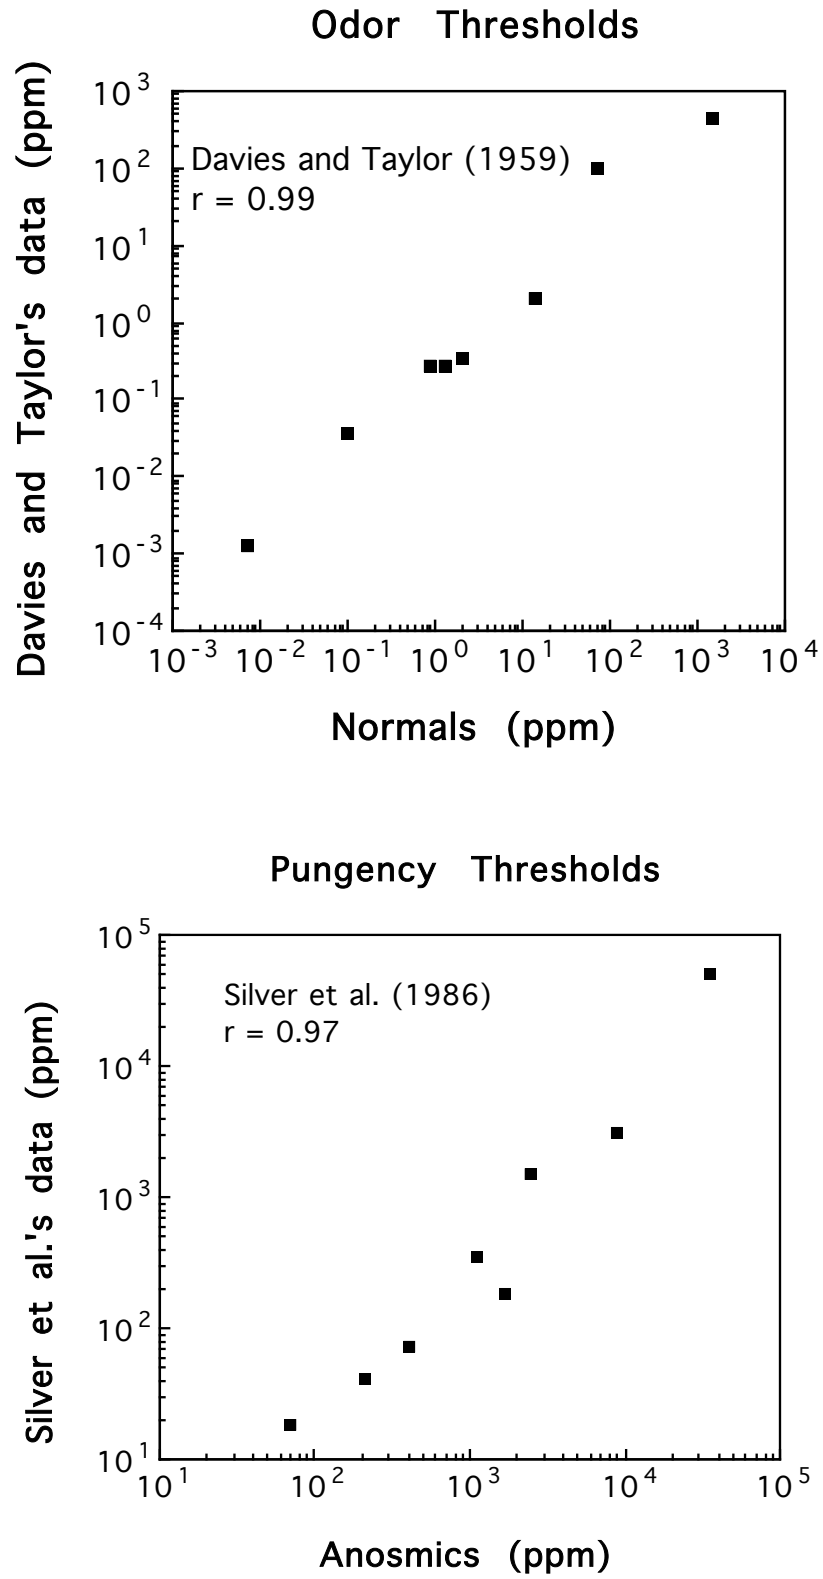 Odor Thresholds
Davies and Taylor's data (ppm)
10^3
10^2
10^1
10^0
10^-1
10^-2
10^-3
10^-4
Davies and Taylor (1959)
r = 0.99
10^-3 10^-2 10^-1 10^0 10^1 10^2 10^3 10^4
Normals (ppm)
Pungency Thresholds
Silver et al.'s data (ppm)
10^5
10^4
10^3
10^2
10^1
Silver et al. (1986)
r = 0.97
10^1 10^2 10^3 10^4 10^5
Anosmics (ppm)